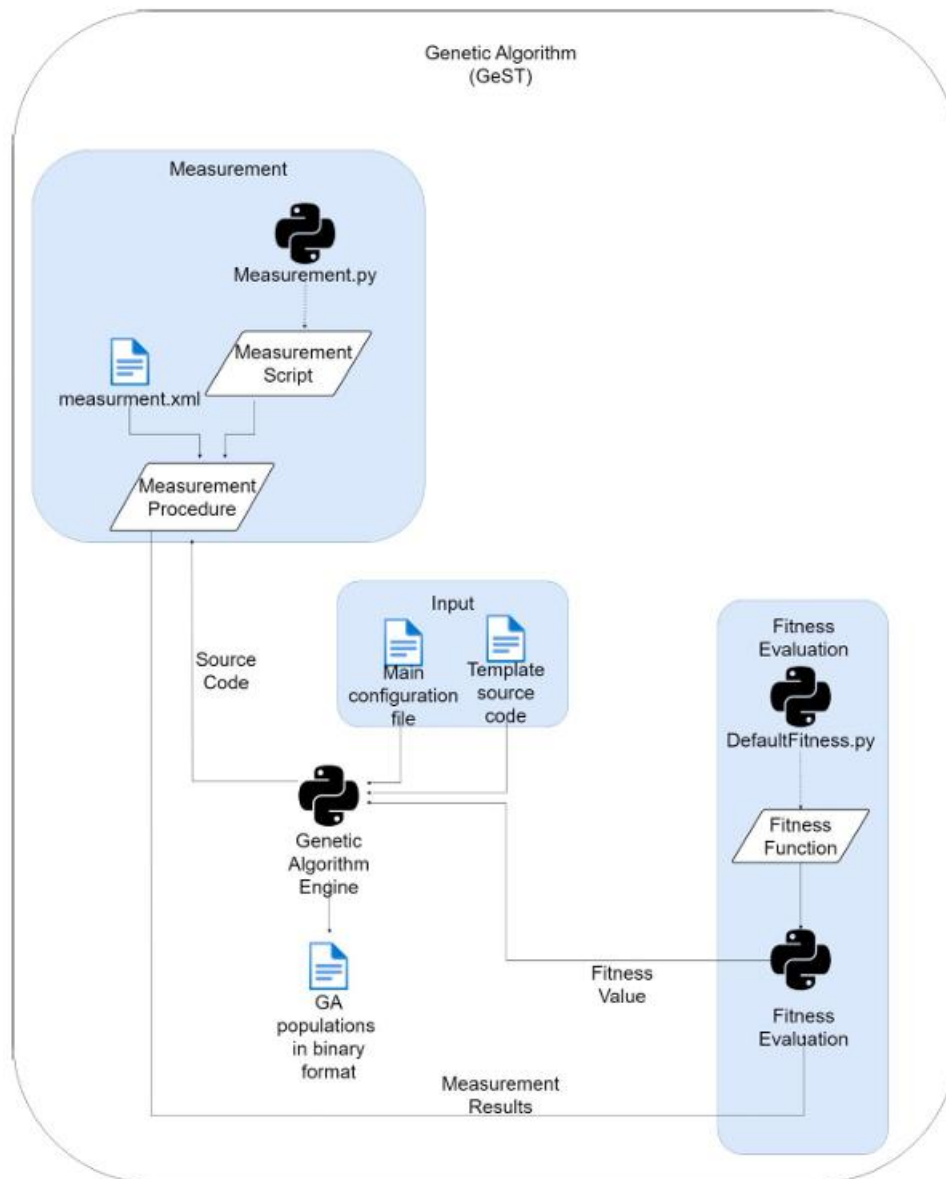 Genetic Algorithm
(GeST)
Measurement
Measurement.py
Measurement
Script
measurment.xml
Measurement
Procedure
Input
Main
configuration
file
Template
source
code
Source
Code
Fitness
Evaluation
DefaultFitness.py
Fitness
Function
Genetic
Algorithm
Engine
Fitness
Value
Fitness
Evaluation
GA
populations
in binary
format
Measurement
Results